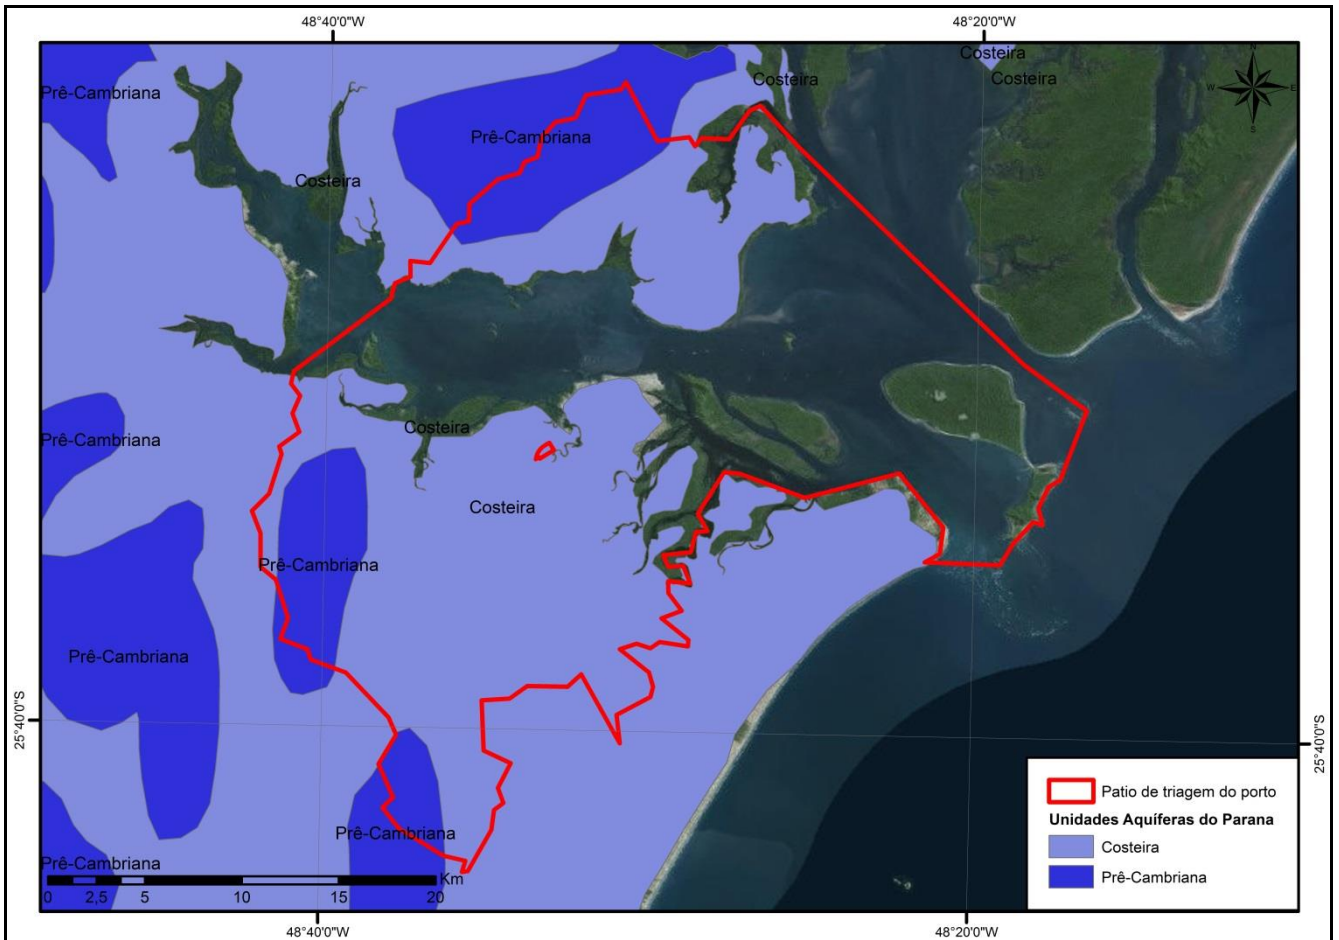 48°40'0"W
48°20'0"W
Costeira
Costeira
Costeira
N
W
E
S
Prê-Cambriana
Prê-Cambriana
Costeira
Costeira
Prê-Cambriana
Costeira
Prê-Cambriana
Prê-Cambriana
25°40'0"S
25°40'0"S
Patio de triagem do porto
Unidades Aquíferas do Parana
Costeira
Prê-Cambriana
Prê-Cambriana
Prê-Cambriana
Km
0 2,5 5 10 15 20
48°40'0"W
48°20'0"W